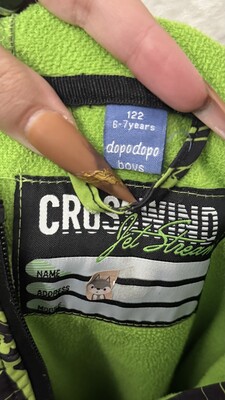 122
6-7years
dopodopo
boys
CROSSWIND
Jet Stream
NAME
ADDRESS